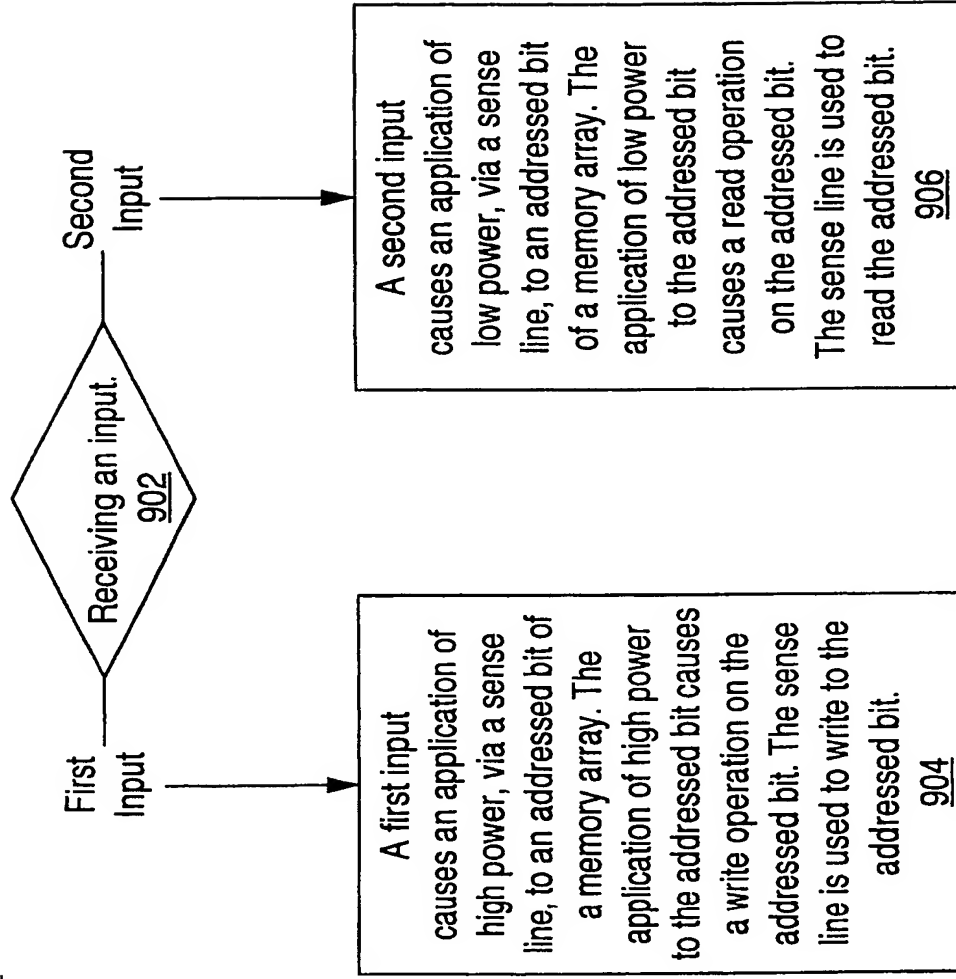 Receiving an input.
902
First
Input
Second
Input
A first input
causes an application of
high power, via a sense
line, to an addressed bit of
a memory array. The
application of high power
to the addressed bit causes
a write operation on the
addressed bit. The sense
line is used to write to the
addressed bit.
904
A second input
causes an application of
low power, via a sense
line, to an addressed bit
of a memory array. The
application of low power
to the addressed bit
causes a read operation
on the addressed bit.
The sense line is used to
read the addressed bit.
906